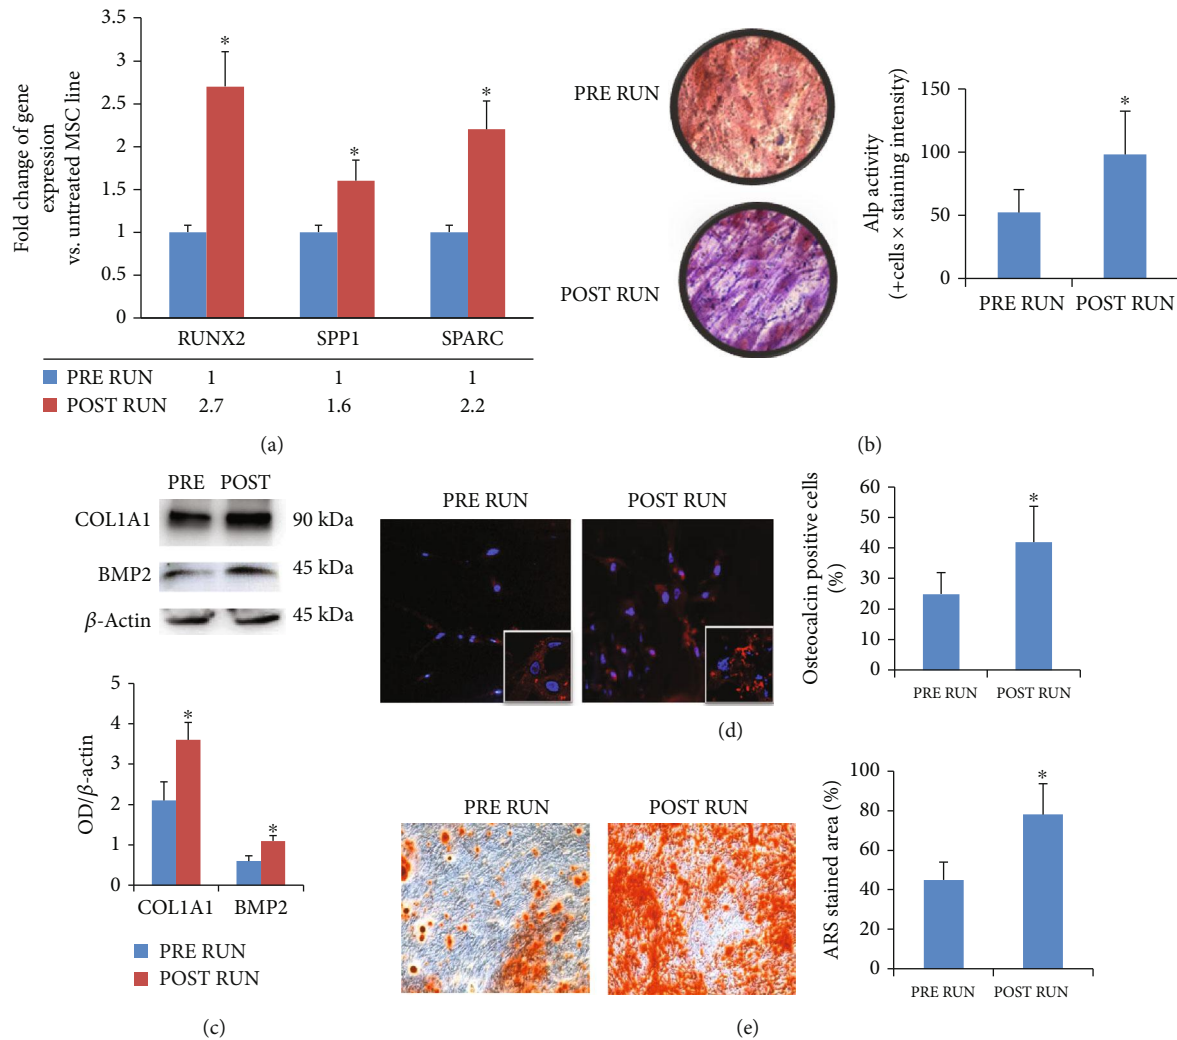 Fold change of gene
expression
vs. untreated MSC line
4
3.5
3
2.5
2
1.5
1
0.5
0
*
*
*
RUNX2 SPP1 SPARC
PRE RUN 1 1 1
POST RUN 2.7 1.6 2.2
(a)
PRE RUN
POST RUN
Alp activity
(+cells × staining intensity)
150
100
50
0
*
PRE RUN POST RUN
(b)
PRE POST
COL1A1 90 kDa
BMP2 45 kDa
β-Actin 45 kDa
OD/β-actin
5
4
3
2
1
0
*
*
COL1A1 BMP2
PRE RUN
POST RUN
(c)
PRE RUN POST RUN
Osteocalcin positive cells
(%)
60
50
40
30
20
10
0
*
PRE RUN POST RUN
(d)
PRE RUN POST RUN
ARS stained area (%)
100
80
60
40
20
0
*
PRE RUN POST RUN
(e)